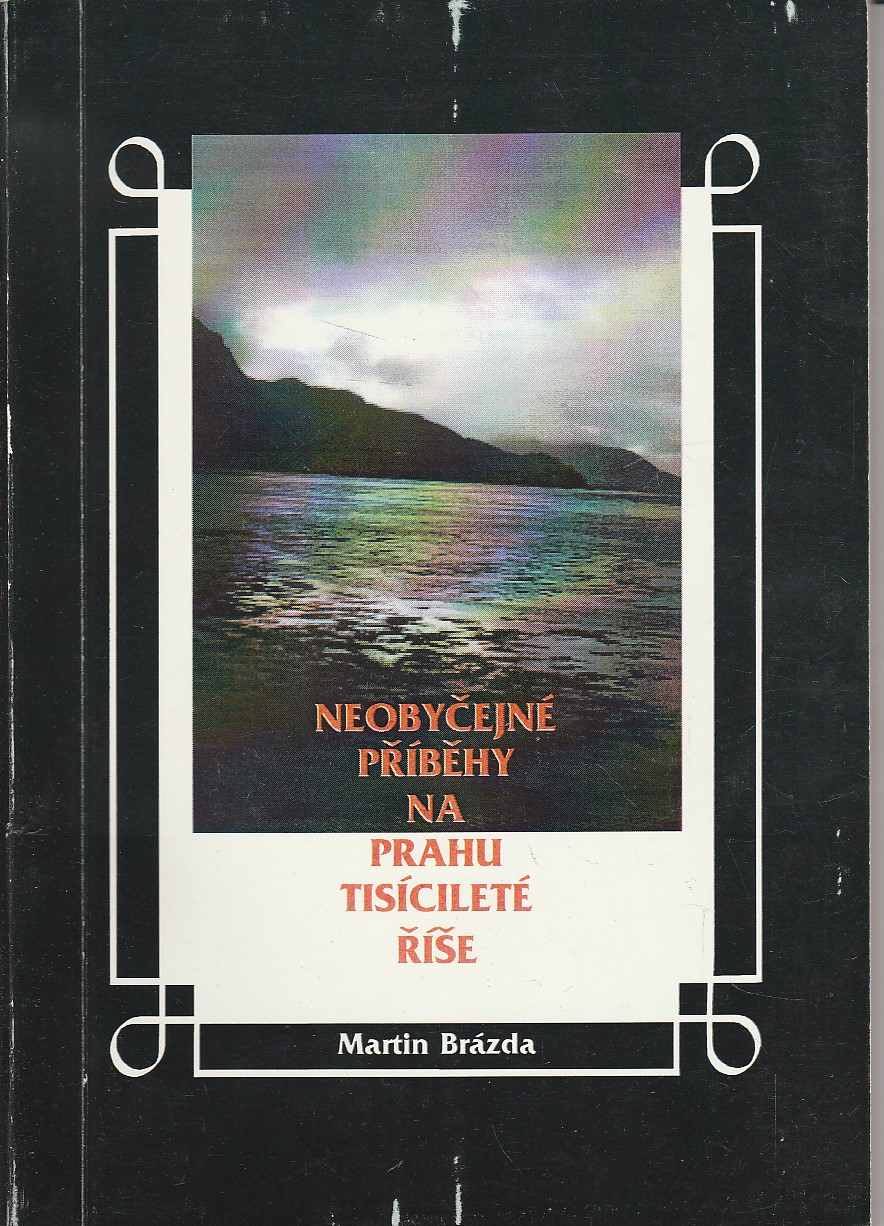 NEOBYČEJNÉ
PŘÍBĚHY
NA
PRAHU
TISÍCILETÉ
ŘÍŠE
Martin Brázda